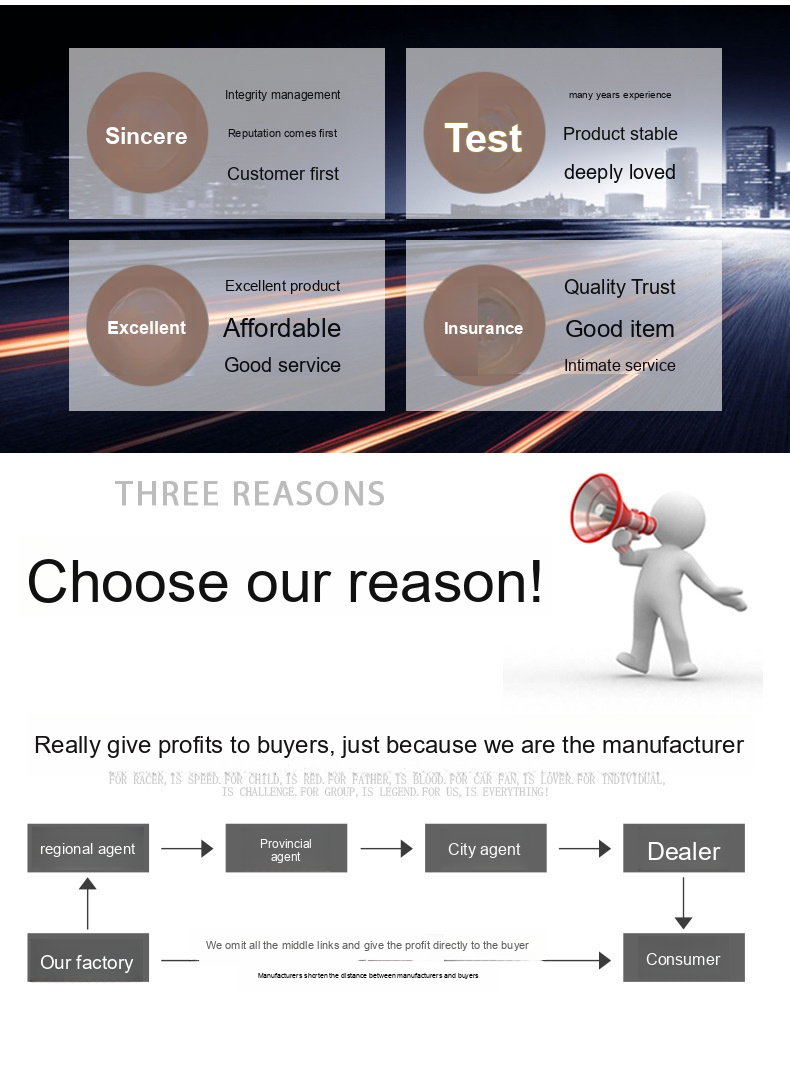 Sincere
Integrity management
Reputation comes first
Customer first
Test
many years experience
Product stable
deeply loved
Excellent
Excellent product
Affordable
Good service
Insurance
Quality Trust
Good item
Intimate service
THREE REASONS
Choose our reason!
Really give profits to buyers, just because we are the manufacturer
FOR RACER, IS SPEED. FOR CHILD, IS RED. FOR FATHER, IS BLOOD. FOR CAR FAN, IS LOVER. FOR INDIVIDUAL,
IS CHALLENGE. FOR GROUP, IS LEGEND. FOR US, IS EVERYTHING!
regional agent
Provincial
agent
City agent
Dealer
Our factory
We omit all the middle links and give the profit directly to the buyer
Manufacturers shorten the distance between manufacturers and buyers
Consumer